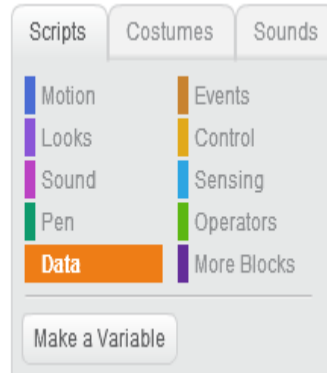 Scripts Costumes Sounds
Motion Events
Looks Control
Sound Sensing
Pen Operators
Data More Blocks
Make a Variable